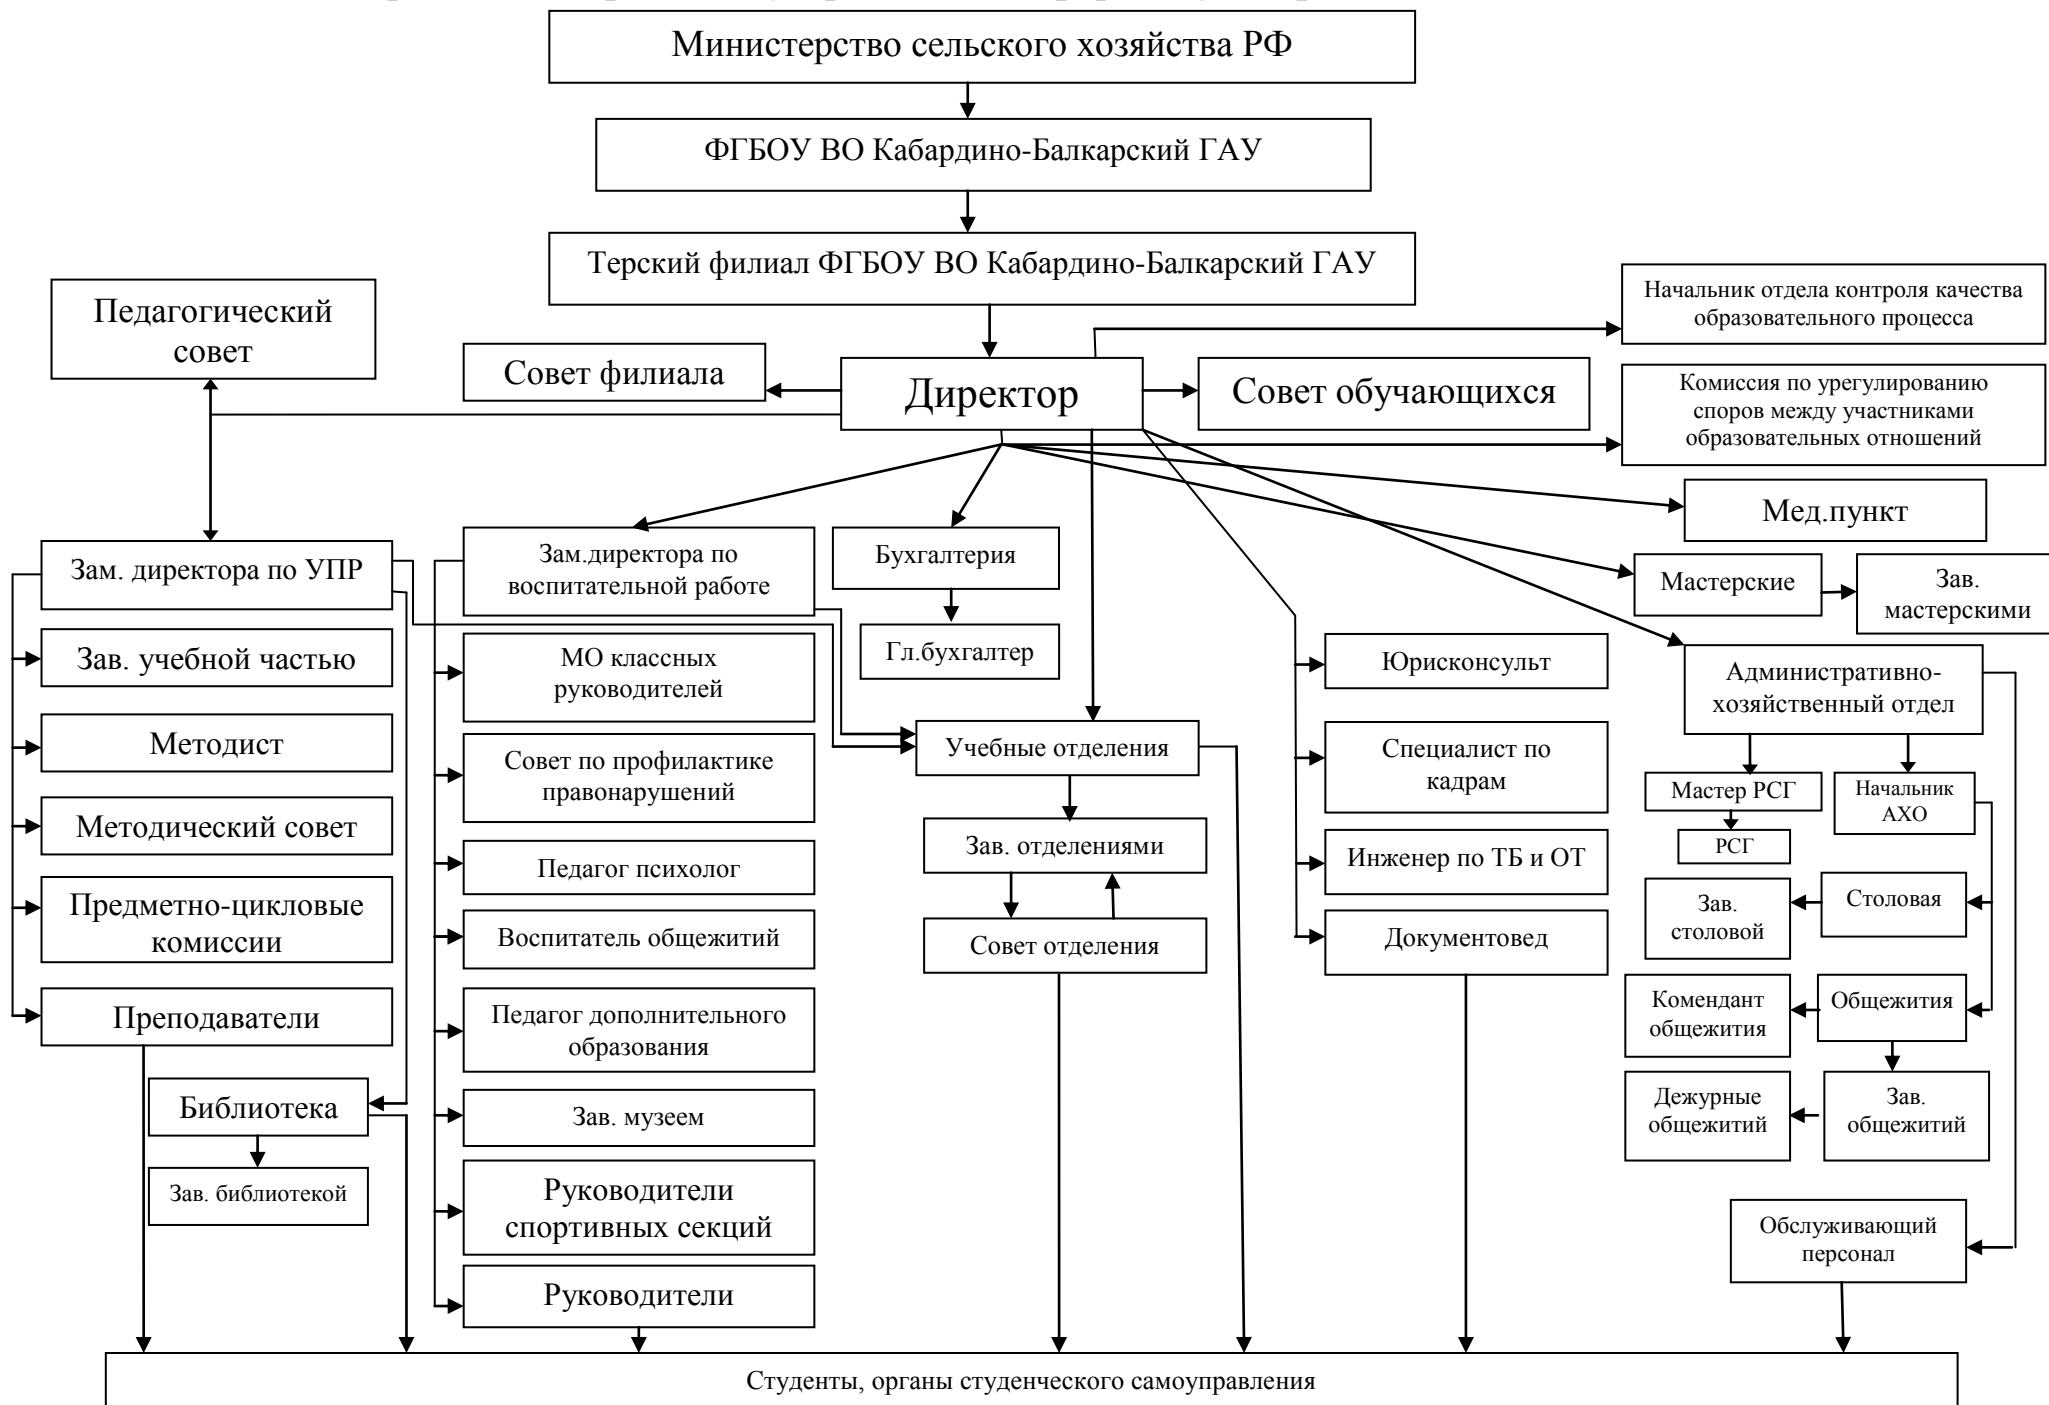 Министерство сельского хозяйства РФ
ФГБОУ ВО Кабардино-Балкарский ГАУ
Терский филиал ФГБОУ ВО Кабардино-Балкарский ГАУ
Педагогический
совет
Начальник отдела контроля качества
образовательного процесса
Совет филиала
Директор
Совет обучающихся
Комиссия по урегулированию
споров между участниками
образовательных отношений
Мед.пункт
Зам. директора по УПР
Зам.директора по
воспитательной работе
Бухгалтерия
Мастерские
Зав.
мастерскими
Зав. учебной частью
МО классных
руководителей
Гл.бухгалтер
Юрисконсульт
Административно-
хозяйственный отдел
Методист
Совет по профилактике
правонарушений
Учебные отделения
Специалист по
кадрам
Мастер РСГ
Начальник
АХО
РСГ
Методический совет
Педагог психолог
Зав. отделениями
Инженер по ТБ и ОТ
Зав.
столовой
Столовая
Предметно-цикловые
комиссии
Воспитатель общежитий
Совет отделения
Документовед
Преподаватели
Педагог дополнительного
образования
Комендант
общежития
Общежития
Библиотека
Зав. музеем
Дежурные
общежитий
Зав.
общежитий
Зав. библиотекой
Руководители
спортивных секций
Обслуживающий
персонал
Руководители
Студенты, органы студенческого самоуправления